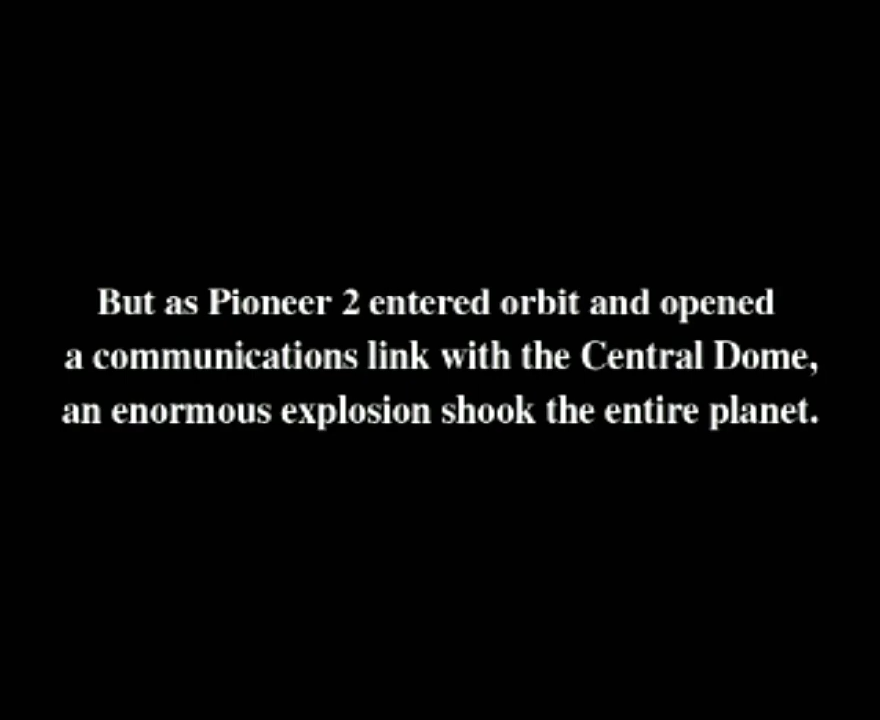 But as Pioneer 2 entered orbit and opened
a communications link with the Central Dome,
an enormous explosion shook the entire planet.